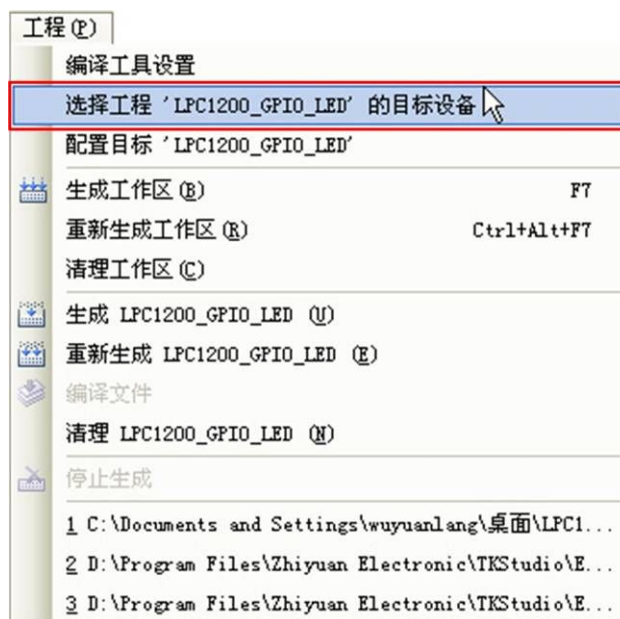 工程(P)
编译工具设置
选择工程 'LPC1200_GPIO_LED' 的目标设备
配置目标 'LPC1200_GPIO_LED'
生成工作区(B) F7
重新生成工作区(R) Ctrl+Alt+F7
清理工作区(C)
生成 LPC1200_GPIO_LED (U)
重新生成 LPC1200_GPIO_LED (E)
编译文件
清理 LPC1200_GPIO_LED (N)
停止生成
1 C:\Documents and Settings\wuyuanlang\桌面\LPC1...
2 D:\Program Files\Zhiyuan Electronic\TKStudio\E...
3 D:\Program Files\Zhiyuan Electronic\TKStudio\E...